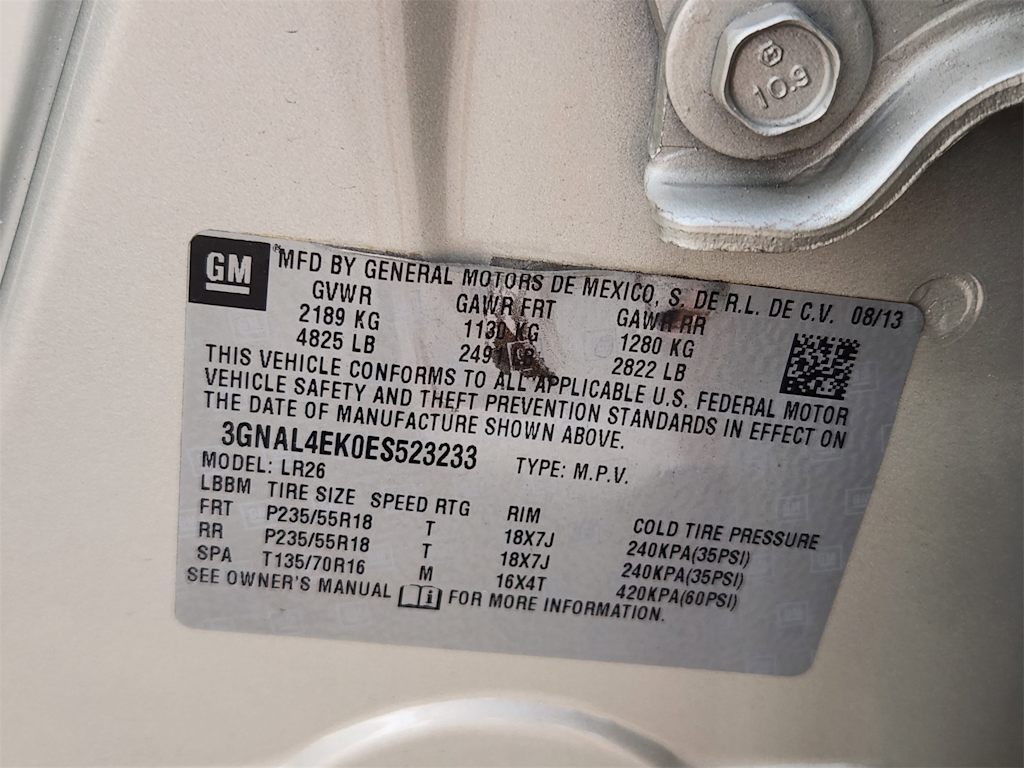 10.9
GM
MFD BY GENERAL MOTORS DE MEXICO, S. DE R.L. DE C.V. 08/13
GVWR GAWR FRT GAWR RR
2189 KG 1130 KG 1280 KG
4825 LB 2491 LB 2822 LB
THIS VEHICLE CONFORMS TO ALL APPLICABLE U.S. FEDERAL MOTOR
VEHICLE SAFETY AND THEFT PREVENTION STANDARDS IN EFFECT ON
THE DATE OF MANUFACTURE SHOWN ABOVE.
3GNAL4EK0ES523233 TYPE: M.P.V.
MODEL: LR26
LBBM TIRE SIZE SPEED RTG RIM COLD TIRE PRESSURE
FRT P235/55R18 T 18X7J 240KPA(35PSI)
RR P235/55R18 T 18X7J 240KPA(35PSI)
SPA T135/70R16 M 16X4T 420KPA(60PSI)
SEE OWNER'S MANUAL i FOR MORE INFORMATION.